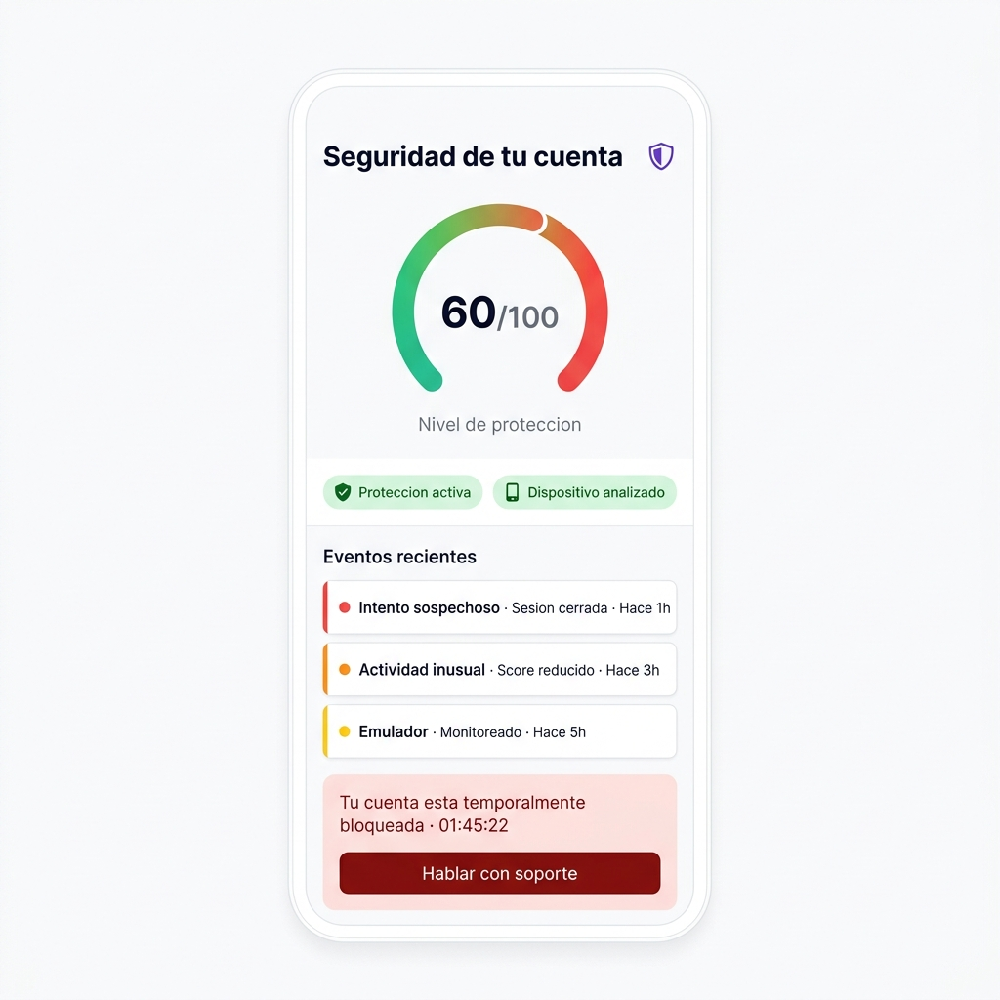 Seguridad de tu cuenta
60/100
Nivel de proteccion
Proteccion activa
Dispositivo analizado
Eventos recientes
Intento sospechoso · Sesion cerrada · Hace 1h
Actividad inusual · Score reducido · Hace 3h
Emulador · Monitoreado · Hace 5h
Tu cuenta esta temporalmente
bloqueada · 01:45:22
Hablar con soporte